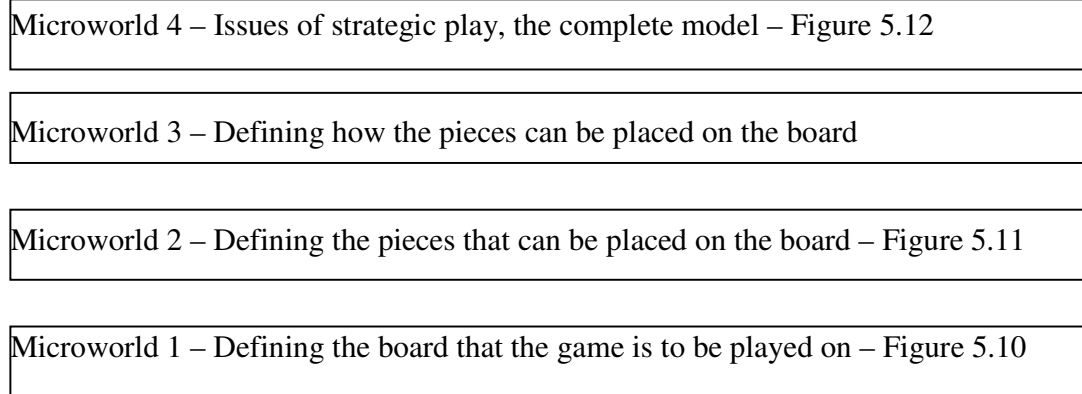 Microworld 4 – Issues of strategic play, the complete model – Figure 5.12
Microworld 3 – Defining how the pieces can be placed on the board
Microworld 2 – Defining the pieces that can be placed on the board – Figure 5.11
Microworld 1 – Defining the board that the game is to be played on – Figure 5.10